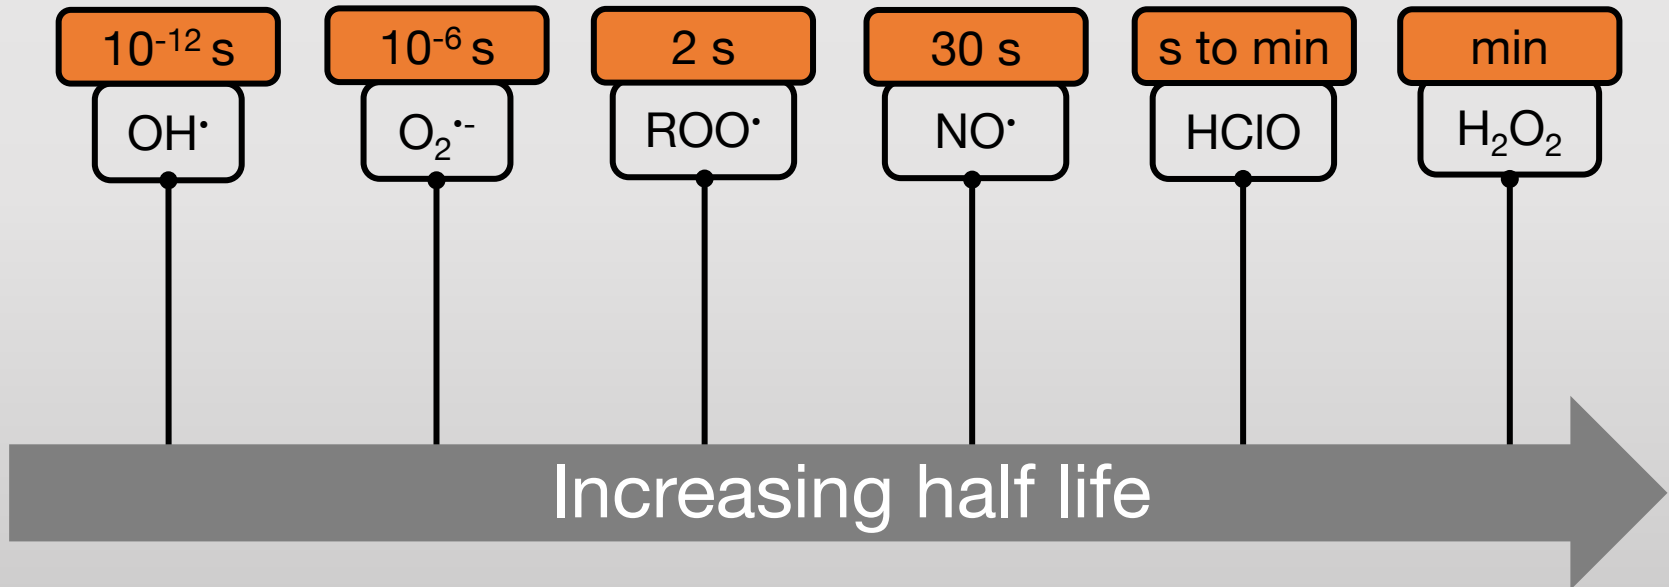 10⁻¹² s
10⁻⁶ s
2 s
30 s
s to min
min
OH•
O₂•⁻
ROO•
NO•
HClO
H₂O₂
Increasing half life